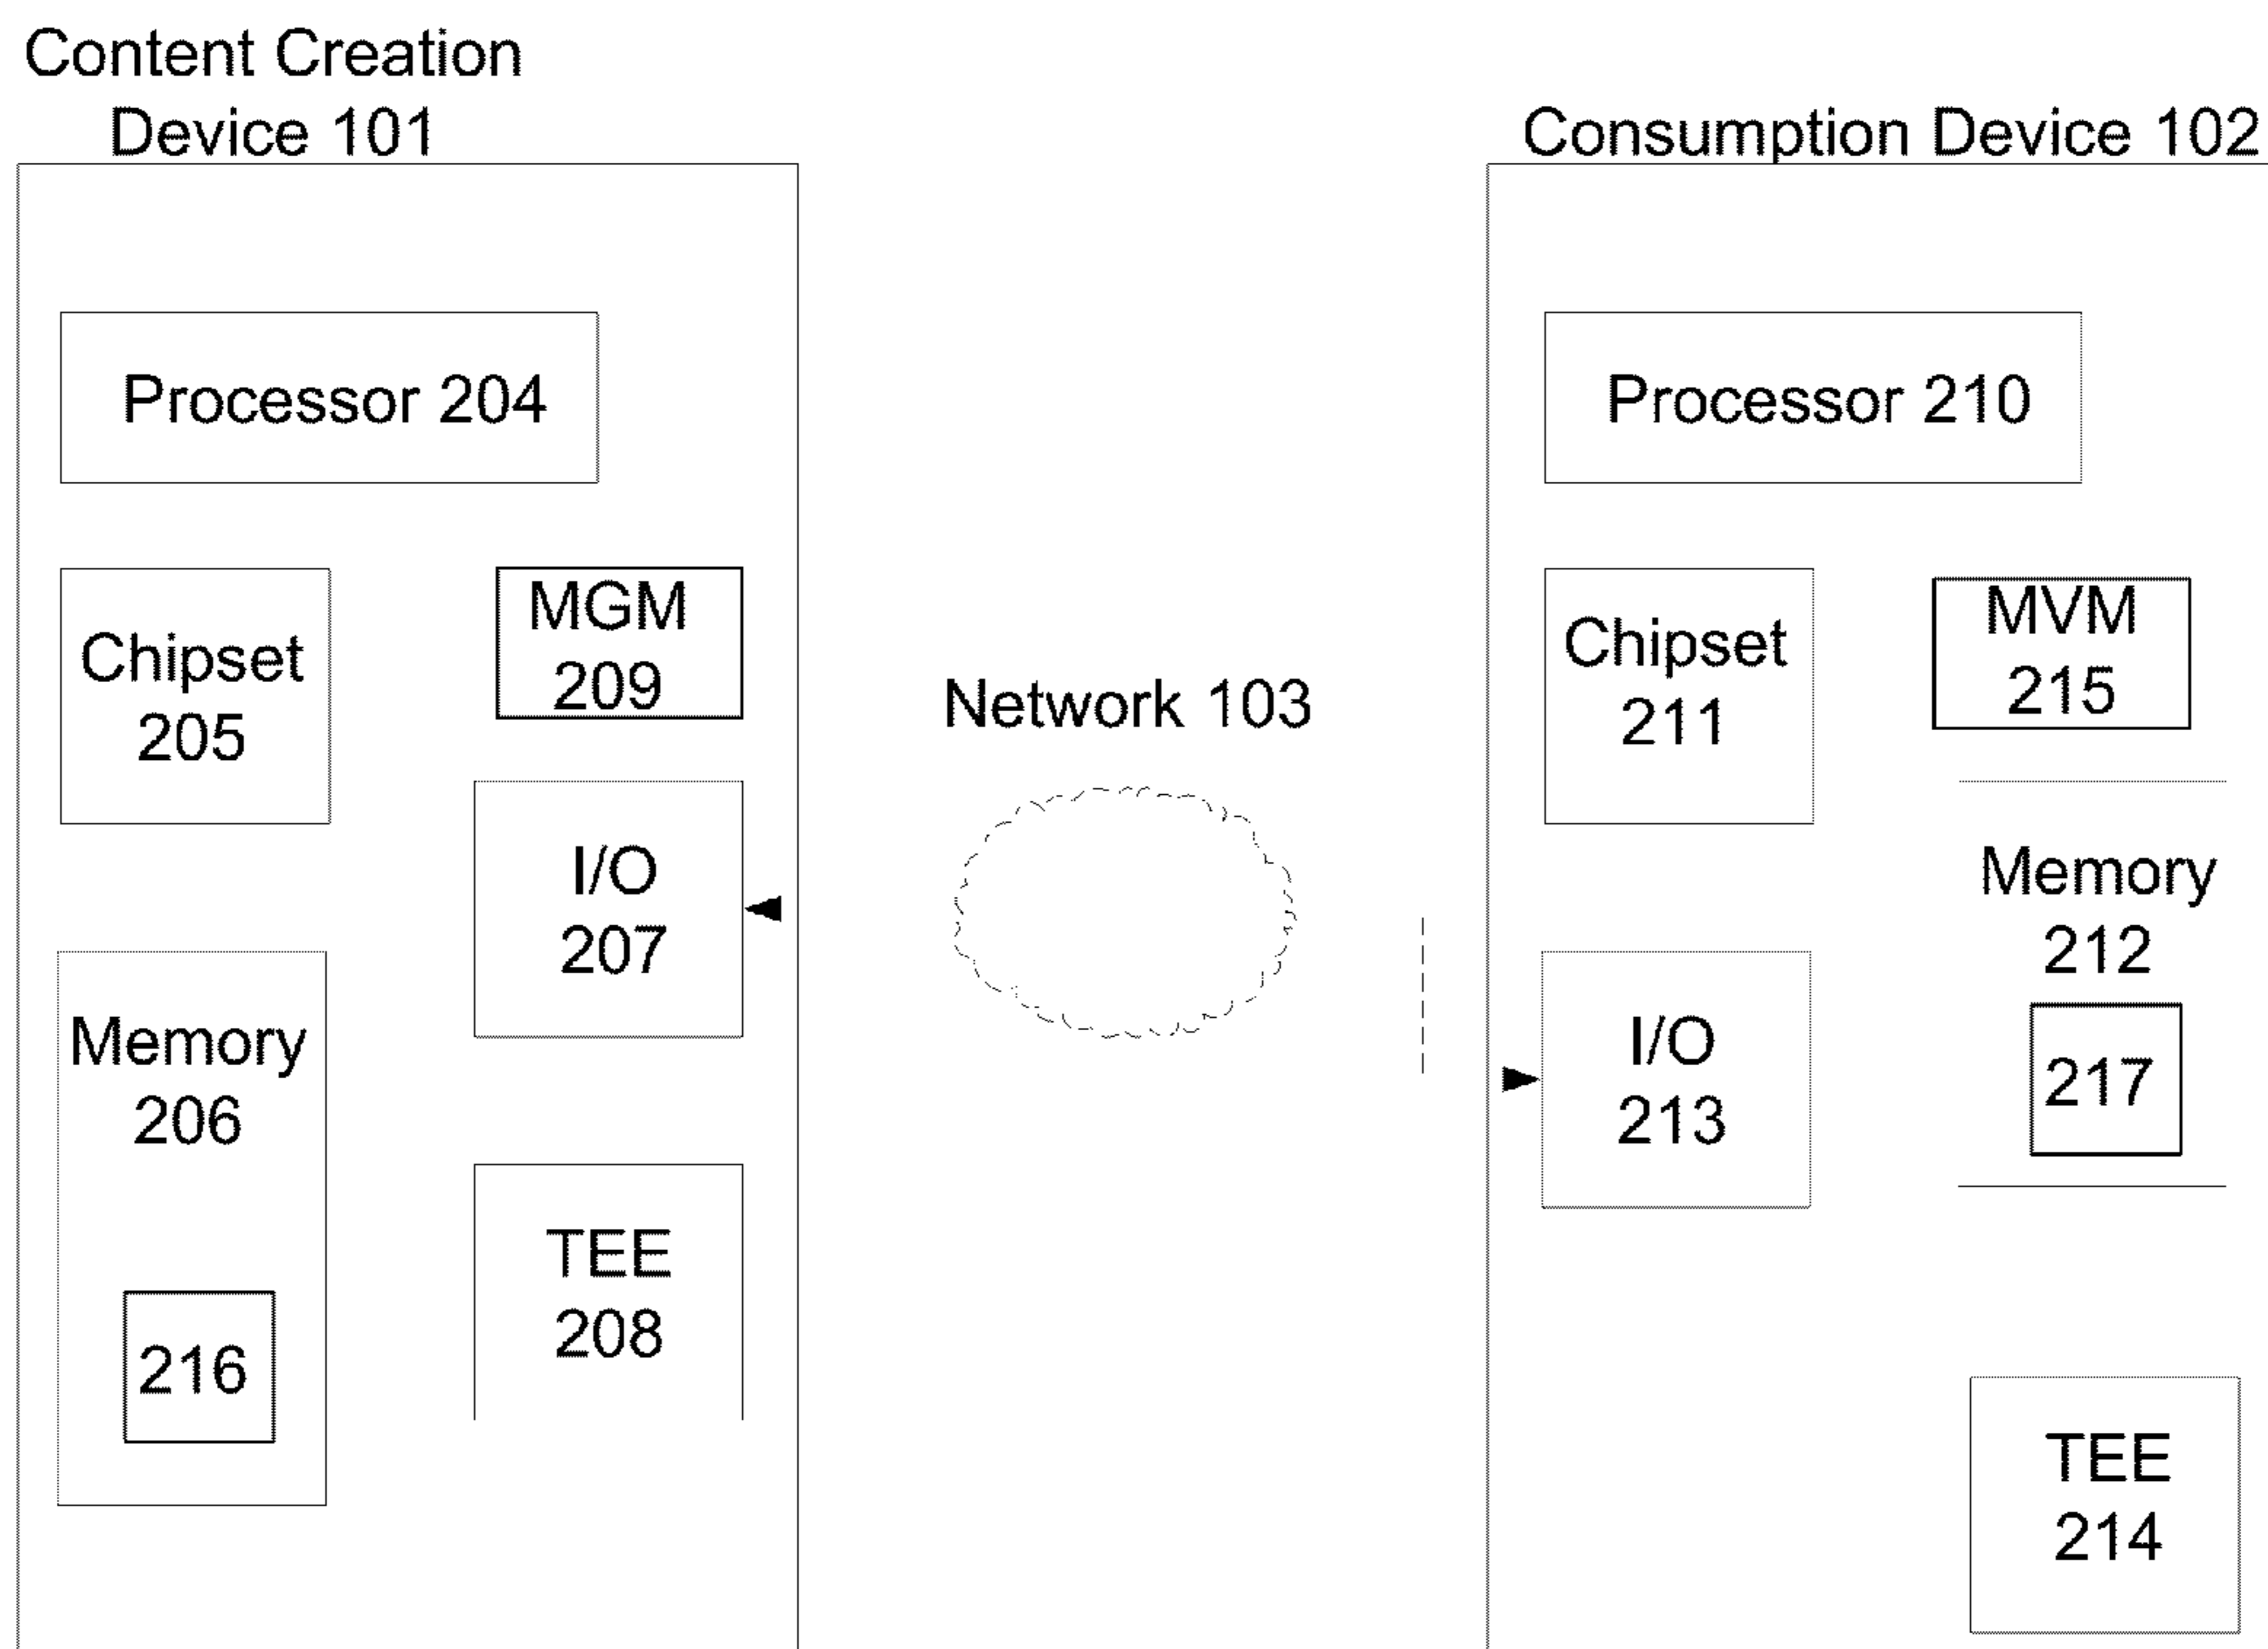 Content Creation
Device 101
Processor 204
Chipset
205
MGM
209
I/O
207
Memory
206
216
TEE
208
Network 103
Consumption Device 102
Processor 210
Chipset
211
MVM
215
Memory
212
217
I/O
213
TEE
214